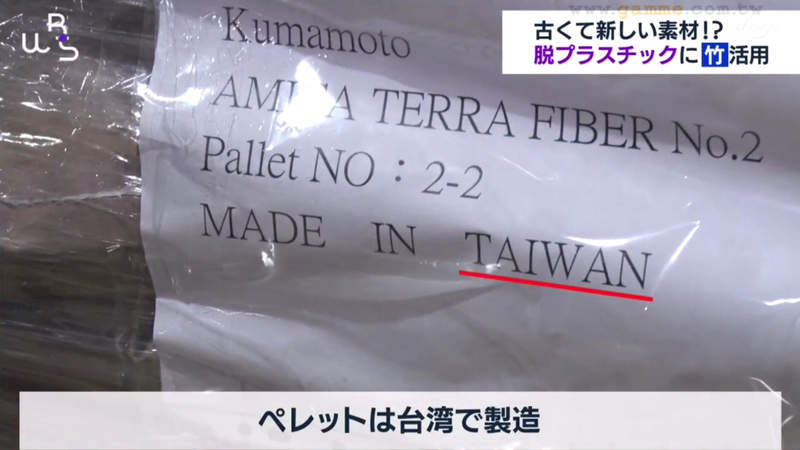 WRS
www.gamme.com.tw
古くて新しい素材!?
脱プラスチックに竹活用
Kumamoto
TERRA FIBER No.2
Pallet NO：2-2
MADE IN TAIWAN
ペレットは台湾で製造